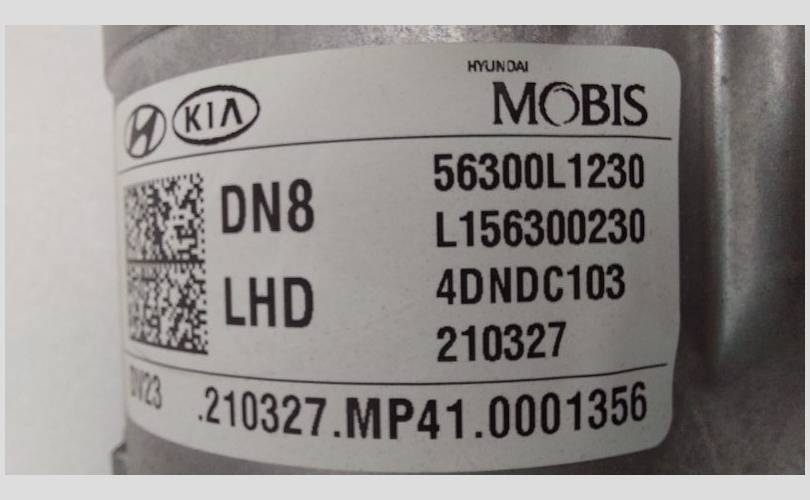 KIA
HYUNDAI
MOBIS
DN8
LHD
56300L1230
L156300230
4DNDC103
210327
DV23
.210327.MP41.0001356